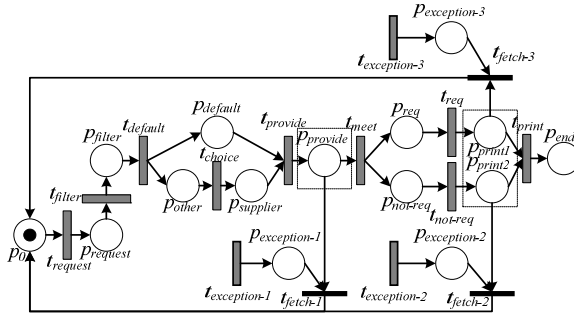 p_exception-3
t_exception-3
t_fetch-3
p_default
p_req
t_req
p_filter
t_default
t_provide
p_provide
t_meet
t_print
p_end
t_choice
p_print1
p_print2
t_filter
p_other
p_supplier
p_not-req
t_not-req
p_0
t_request
p_request
p_exception-1
p_exception-2
t_exception-1
t_fetch-1
t_exception-2
t_fetch-2